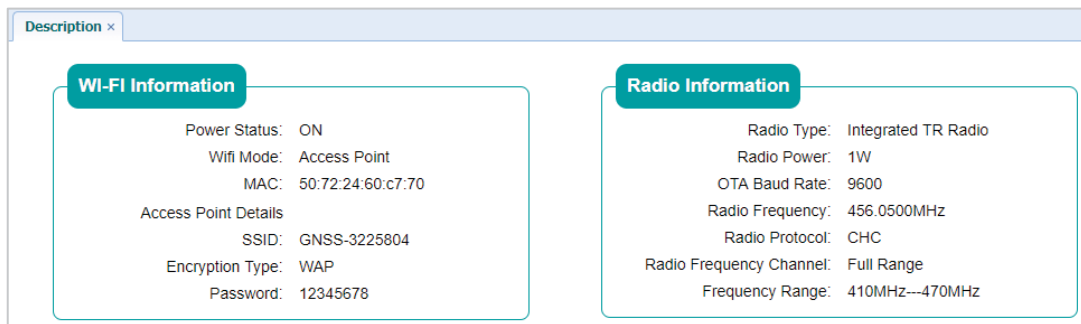 Description ×
WI-FI Information
Power Status: ON
Wifi Mode: Access Point
MAC: 50:72:24:60:c7:70
Access Point Details
SSID: GNSS-3225804
Encryption Type: WAP
Password: 12345678
Radio Information
Radio Type: Integrated TR Radio
Radio Power: 1W
OTA Baud Rate: 9600
Radio Frequency: 456.0500MHz
Radio Protocol: CHC
Radio Frequency Channel: Full Range
Frequency Range: 410MHz---470MHz